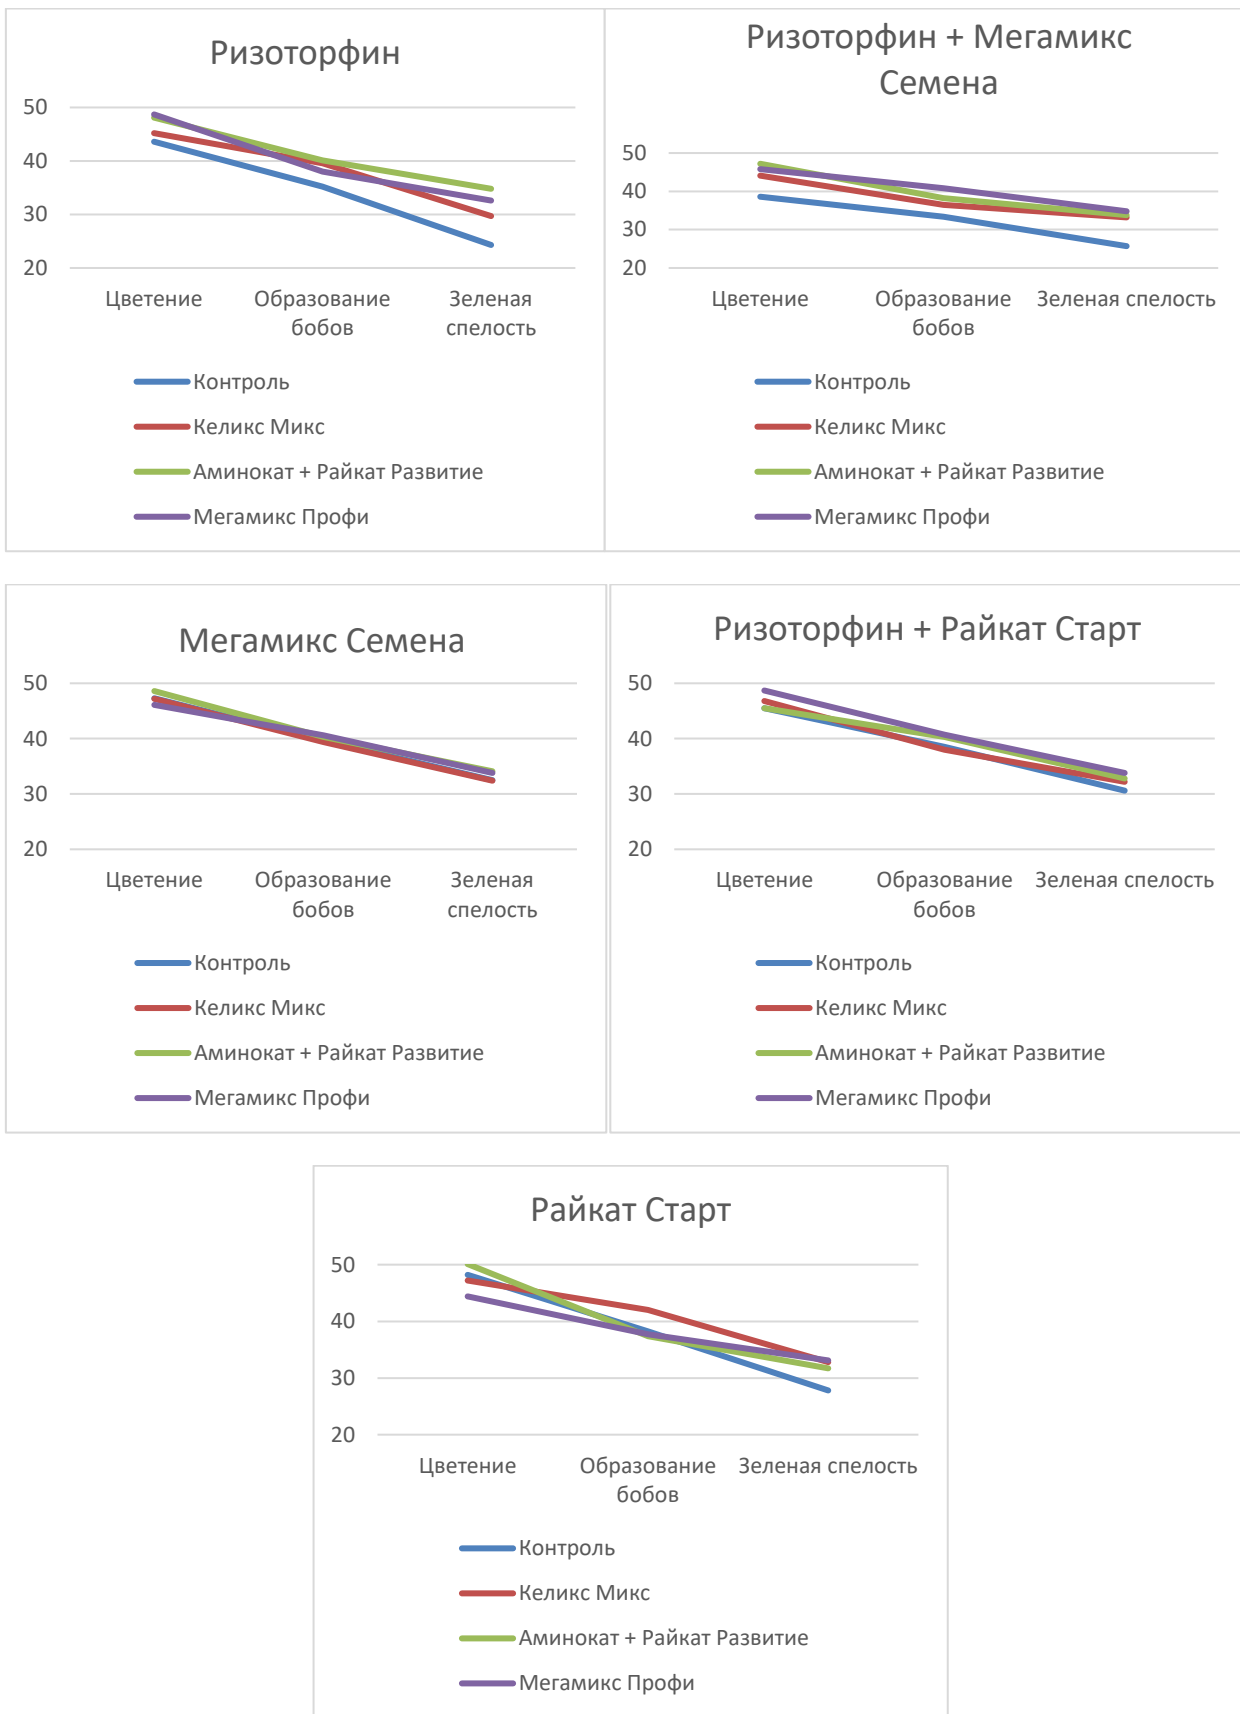 Ризоторфин
50
40
30
20
Цветение
Образование
бобов
Зеленая
спелость
Контроль
Келикс Микс
Аминокат + Райкат Развитие
Мегамикс Профи
Ризоторфин + Мегамикс
Семена
50
40
30
20
Цветение
Образование
бобов
Зеленая спелость
Контроль
Келикс Микс
Аминокат + Райкат Развитие
Мегамикс Профи
Мегамикс Семена
50
40
30
20
Цветение
Образование
бобов
Зеленая
спелость
Контроль
Келикс Микс
Аминокат + Райкат Развитие
Мегамикс Профи
Ризоторфин + Райкат Старт
50
40
30
20
Цветение
Образование
бобов
Зеленая спелость
Контроль
Келикс Микс
Аминокат + Райкат Развитие
Мегамикс Профи
Райкат Старт
50
40
30
20
Цветение
Образование
бобов
Зеленая спелость
Контроль
Келикс Микс
Аминокат + Райкат Развитие
Мегамикс Профи